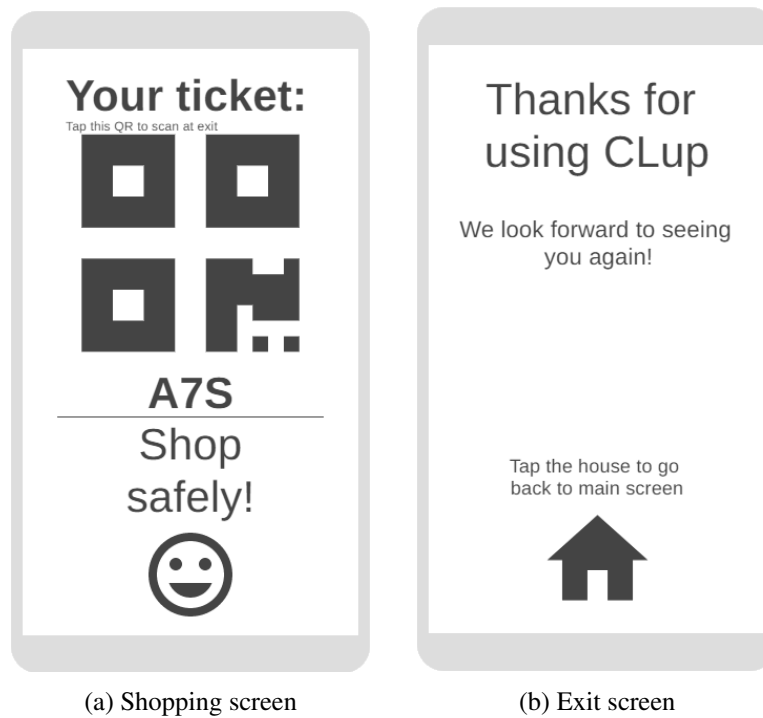 Your ticket:
Tap this QR to scan at exit
A7S
Shop
safely!
(a) Shopping screen
Thanks for
using CLup
We look forward to seeing
you again!
Tap the house to go
back to main screen
(b) Exit screen